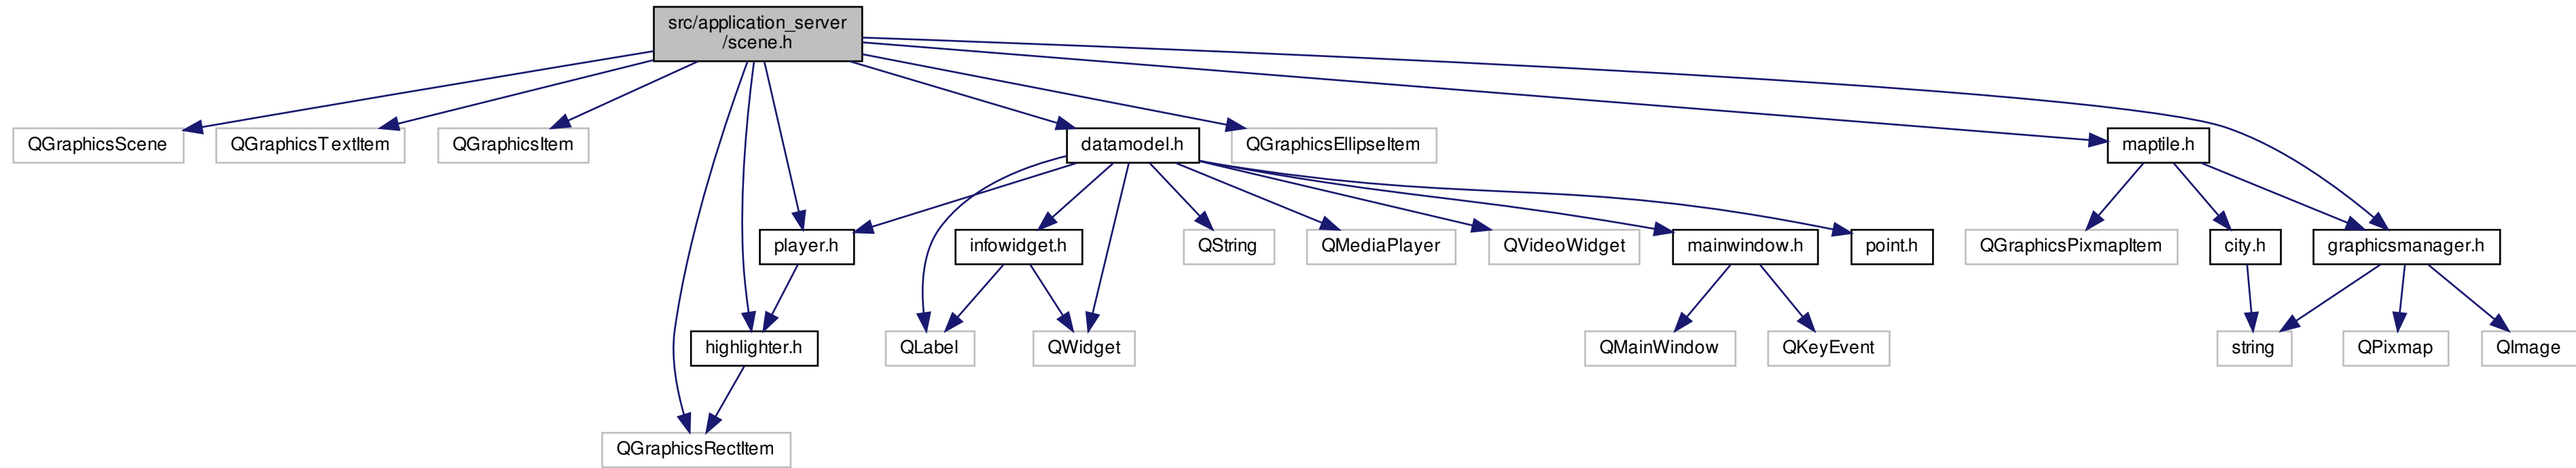 src/application_server
/scene.h
QGraphicsScene
QGraphicsTextItem
QGraphicsItem
datamodel.h
QGraphicsEllipseItem
maptile.h
player.h
infowidget.h
QString
QMediaPlayer
QVideoWidget
mainwindow.h
point.h
QGraphicsPixmapItem
city.h
graphicsmanager.h
highlighter.h
QLabel
QWidget
QMainWindow
QKeyEvent
string
QPixmap
QImage
QGraphicsRectItem